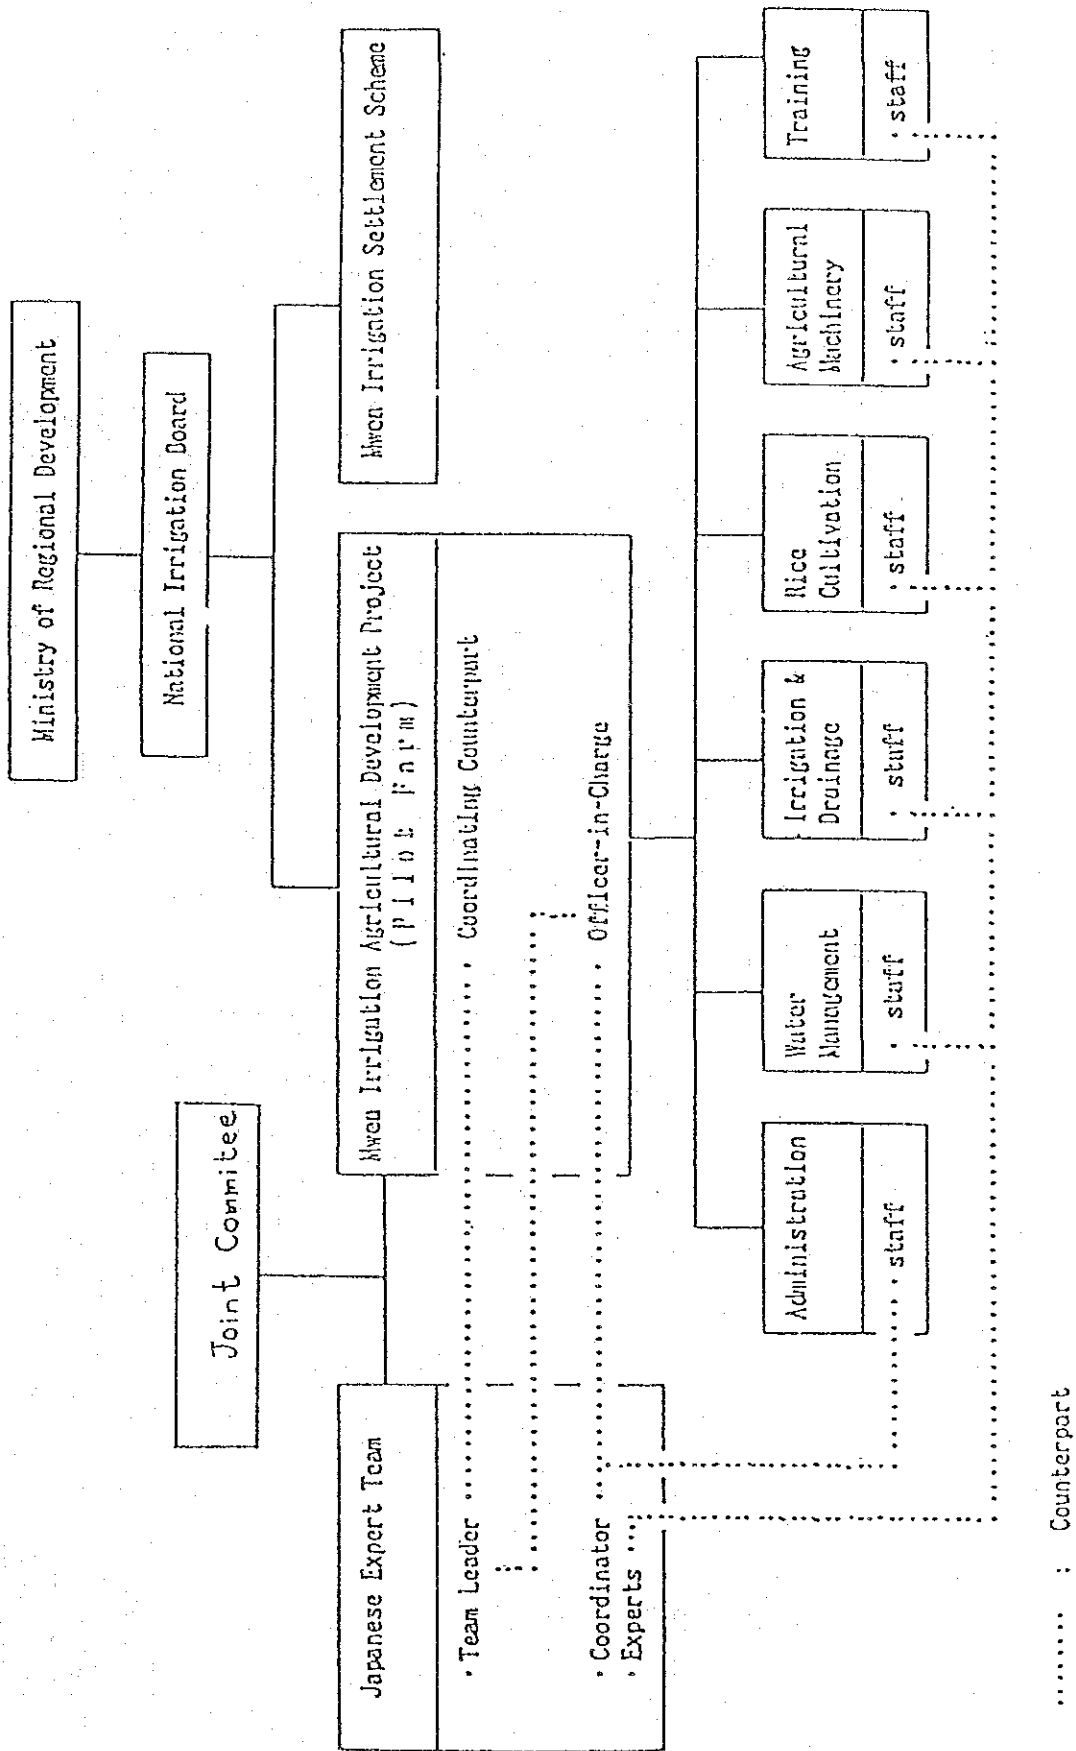 Ministry of Regional Development
National Irrigation Board
Joint Commitee
Japanese Expert Team
Mwea Irrigation Agricultural Development Project
(Pilot Farm)
Mwea Irrigation Settlement Scheme
・Team Leader
・Coordinating Counterpart
・Coordinator
・Officer-in-Charge
・Experts
Administration
・staff
Water
Management
・staff
Irrigation &
Drainage
・staff
Rice
Cultivation
・staff
Agricultural
Machinery
・staff
Training
・staff
....... : Counterpart